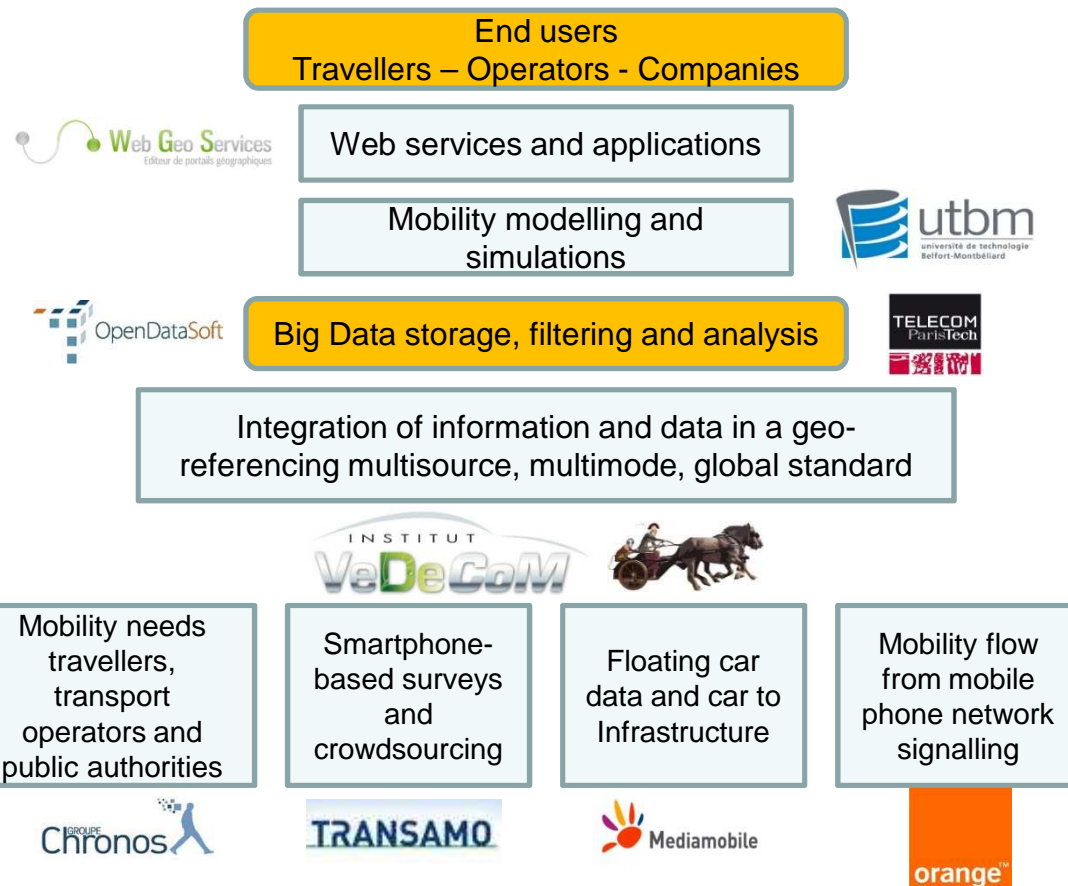 End users
Travellers – Operators - Companies
Web Geo Services
Editeur de portails géographiques
Web services and applications
Mobility modelling and
simulations
utbm
université de technologie
Belfort-Montbéliard
OpenDataSoft
Big Data storage, filtering and analysis
TELECOM
ParisTech
Integration of information and data in a geo-
referencing multisource, multimode, global standard
INSTITUT
VeDeCoM
Mobility needs
travellers,
transport
operators and
public authorities
Smartphone-
based surveys
and
crowdsourcing
Floating car
data and car to
Infrastructure
Mobility flow
from mobile
phone network
signalling
GROUPE
Chronos
TRANSAMO
Mediamobile
orange™